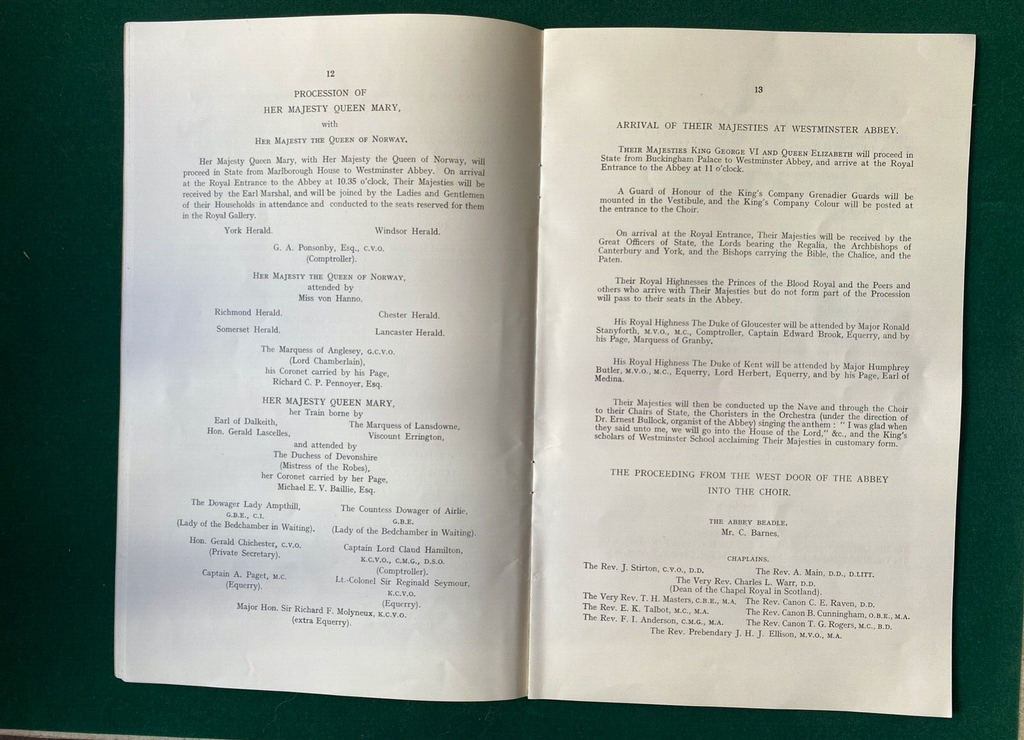 12
PROCESSION OF
HER MAJESTY QUEEN MARY,
with
HER MAJESTY THE QUEEN OF NORWAY.
Her Majesty Queen Mary, with Her Majesty the Queen of Norway, will
proceed in State from Marlborough House to Westminster Abbey. On arrival
at the Royal Entrance to the Abbey at 10.35 o'clock, Their Majesties will be
received by the Earl Marshal, and will be joined by the Ladies and Gentlemen
of their Households in attendance and conducted to the seats reserved for them
in the Royal Gallery.
York Herald. Windsor Herald.
G. A. Ponsonby, Esq., C.V.O.
(Comptroller).
HER MAJESTY THE QUEEN OF NORWAY,
attended by
Miss von Hanno.
Richmond Herald. Chester Herald.
Somerset Herald. Lancaster Herald.
The Marquess of Anglesey, G.C.V.O.
(Lord Chamberlain),
his Coronet carried by his Page,
Richard C. P. Pennoyer, Esq.
HER MAJESTY QUEEN MARY,
her Train borne by
Earl of Dalkeith, The Marquess of Lansdowne,
Hon. Gerald Lascelles, Viscount Errington,
and attended by
The Duchess of Devonshire
(Mistress of the Robes),
her Coronet carried by her Page,
Michael E. V. Baillie, Esq.
The Dowager Lady Ampthill, The Countess Dowager of Airlie,
G.B.E., C.I. G.B.E.
(Lady of the Bedchamber in Waiting). (Lady of the Bedchamber in Waiting).
Hon. Gerald Chichester, C.V.O. Captain Lord Claud Hamilton,
(Private Secretary). K.C.V.O., C.M.G., D.S.O.
(Comptroller).
Captain A. Paget, M.C. Lt.-Colonel Sir Reginald Seymour,
(Equerry). K.C.V.O.
(Equerry).
Major Hon. Sir Richard F. Molyneux, K.C.V.O.
(extra Equerry).
13
ARRIVAL OF THEIR MAJESTIES AT WESTMINSTER ABBEY.
THEIR MAJESTIES KING GEORGE VI AND QUEEN ELIZABETH will proceed in
State from Buckingham Palace to Westminster Abbey, and arrive at the Royal
Entrance to the Abbey at 11 o'clock.
A Guard of Honour of the King's Company Grenadier Guards will be
mounted in the Vestibule, and the King's Company Colour will be posted at
the entrance to the Choir.
On arrival at the Royal Entrance, Their Majesties will be received by the
Great Officers of State, the Lords bearing the Regalia, the Archbishops of
Canterbury and York, and the Bishops carrying the Bible, the Chalice, and the
Paten.
Their Royal Highnesses the Princes of the Blood Royal and the Peers and
others who arrive with Their Majesties but do not form part of the Procession
will pass to their seats in the Abbey.
His Royal Highness The Duke of Gloucester will be attended by Major Ronald
Stanyforth, M.V.O., M.C., Comptroller, Captain Edward Brook, Equerry, and by
his Page, Marquess of Granby.
His Royal Highness The Duke of Kent will be attended by Major Humphrey
Butler, M.V.O., M.C., Equerry, Lord Herbert, Equerry, and by his Page, Earl of
Medina.
Their Majesties will then be conducted up the Nave and through the Choir
to their Chairs of State, the Choristers in the Orchestra (under the direction of
Dr. Ernest Bullock, organist of the Abbey) singing the anthem : " I was glad when
they said unto me, we will go into the House of the Lord," &c., and the King's
scholars of Westminster School acclaiming Their Majesties in customary form.
THE PROCEEDING FROM THE WEST DOOR OF THE ABBEY
INTO THE CHOIR.
THE ABBEY BEADLE.
Mr. C. Barnes.
CHAPLAINS.
The Rev. J. Stirton, C.V.O., D.D. The Rev. A. Main, D.D., D.LITT.
The Very Rev. Charles L. Warr, D.D.
(Dean of the Chapel Royal in Scotland).
The Very Rev. T. H. Masters, C.B.E., M.A. The Rev. Canon C. E. Raven, D.D.
The Rev. E. K. Talbot, M.C., M.A. The Rev. Canon B. Cunningham, O.B.E., M.A.
The Rev. F. I. Anderson, C.M.G., M.A. The Rev. Canon T. G. Rogers, M.C., B.D.
The Rev. Prebendary J. H. J. Ellison, M.V.O., M.A.